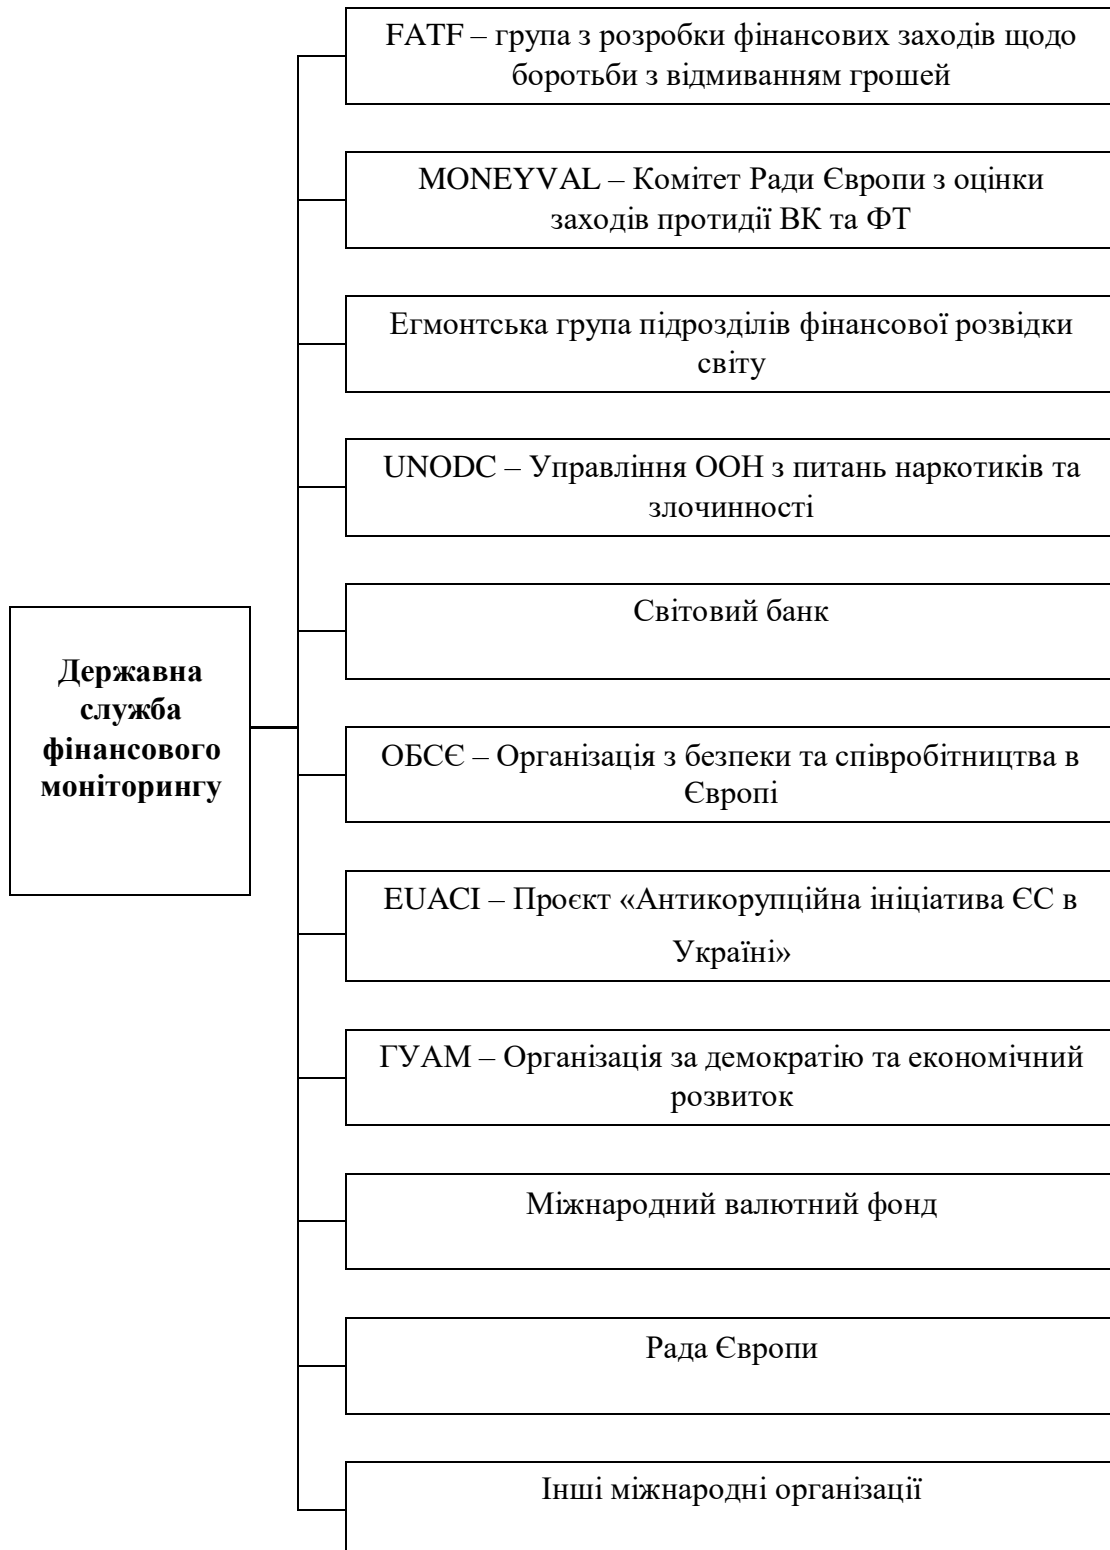 FATF – група з розробки фінансових заходів щодо
боротьби з відмиванням грошей
MONEYVAL – Комітет Ради Європи з оцінки
заходів протидії ВК та ФТ
Егмонтська група підрозділів фінансової розвідки
світу
UNODC – Управління ООН з питань наркотиків та
злочинності
Світовий банк
Державна
служба
фінансового
моніторингу
ОБСЄ – Організація з безпеки та співробітництва в
Європі
EUACI – Проєкт «Антикорупційна ініціатива ЄС в
Україні»
ГУАМ – Організація за демократію та економічний
розвиток
Міжнародний валютний фонд
Рада Європи
Інші міжнародні організації